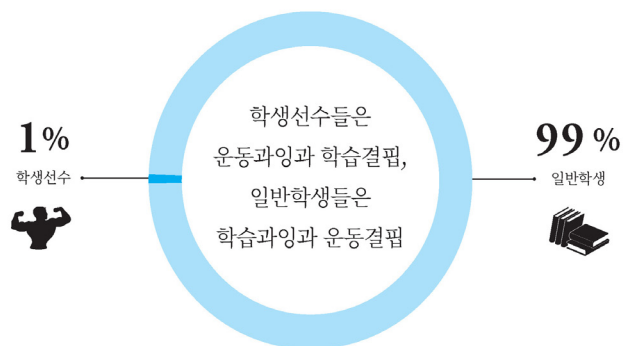 1%
학생선수
학생선수들은
운동과잉과 학습결핍,
일반학생들은
학습과잉과 운동결핍
99 %
일반학생